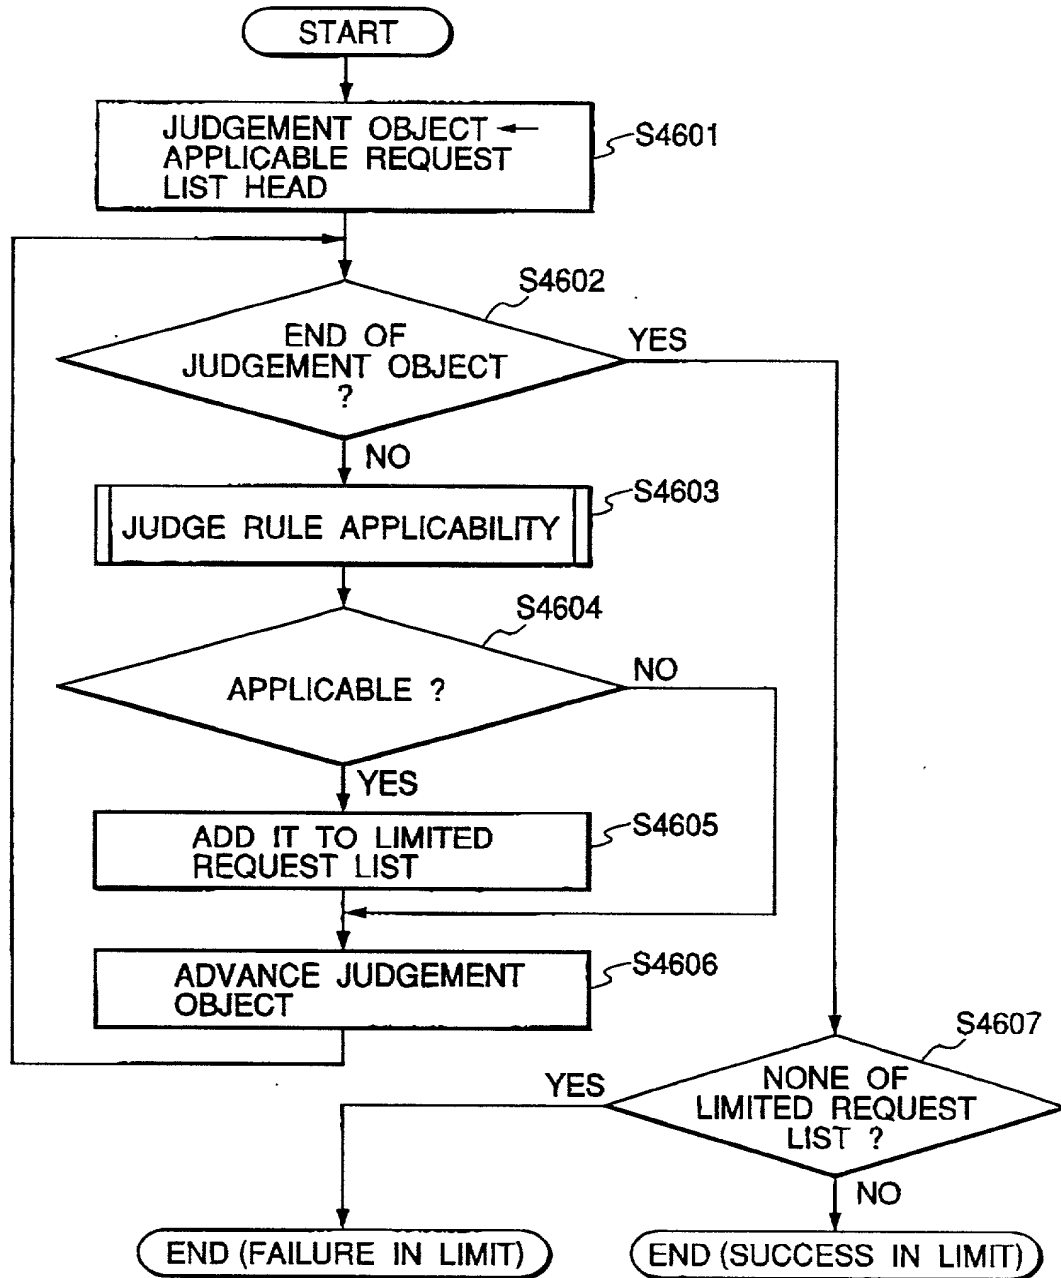 START
JUDGEMENT OBJECT ←
APPLICABLE REQUEST
LIST HEAD
S4601
S4602
END OF
JUDGEMENT OBJECT
?
YES
NO
S4603
JUDGE RULE APPLICABILITY
S4604
APPLICABLE ?
NO
YES
S4605
ADD IT TO LIMITED
REQUEST LIST
S4606
ADVANCE JUDGEMENT
OBJECT
S4607
NONE OF
LIMITED REQUEST
LIST ?
YES
NO
END (FAILURE IN LIMIT)
END (SUCCESS IN LIMIT)